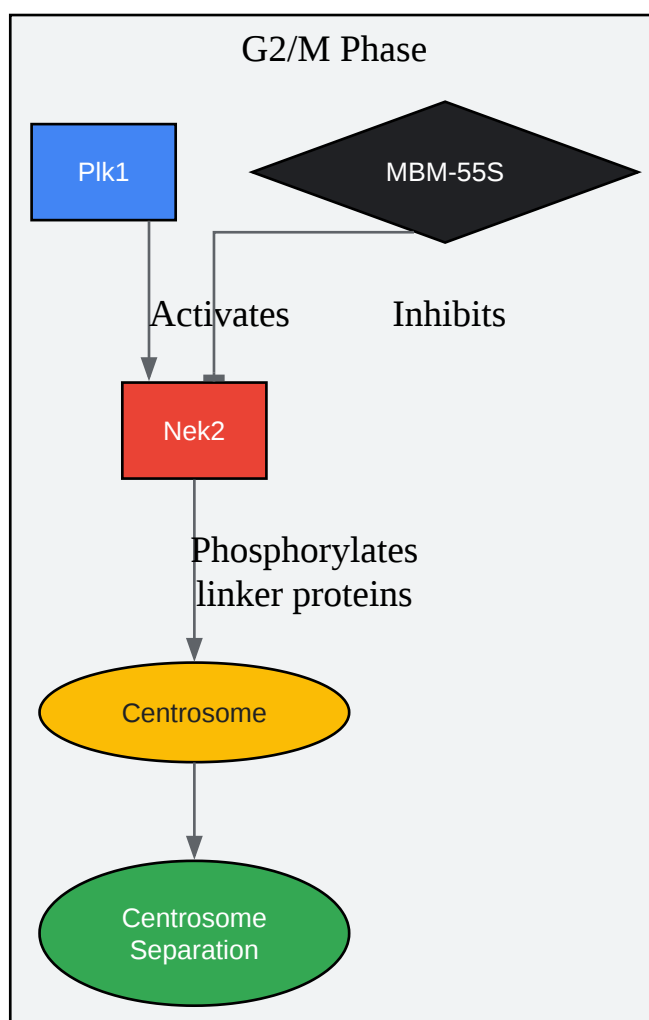 G2/M Phase
Plk1
MBM-55S
Activates
Inhibits
Nek2
Phosphorylates
linker proteins
Centrosome
Centrosome
Separation